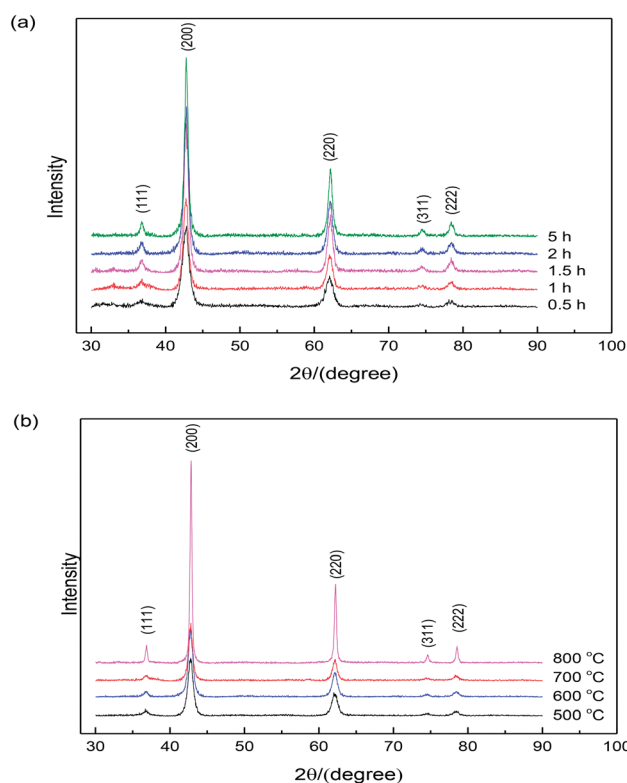 (a)
(200)
(220)
(111)
(311)
(222)
Intensity
5 h
2 h
1.5 h
1 h
0.5 h
30 40 50 60 70 80 90 100
2θ/(degree)
(b)
(200)
(220)
(111)
(311)
(222)
Intensity
800 °C
700 °C
600 °C
500 °C
30 40 50 60 70 80 90 100
2θ/(degree)